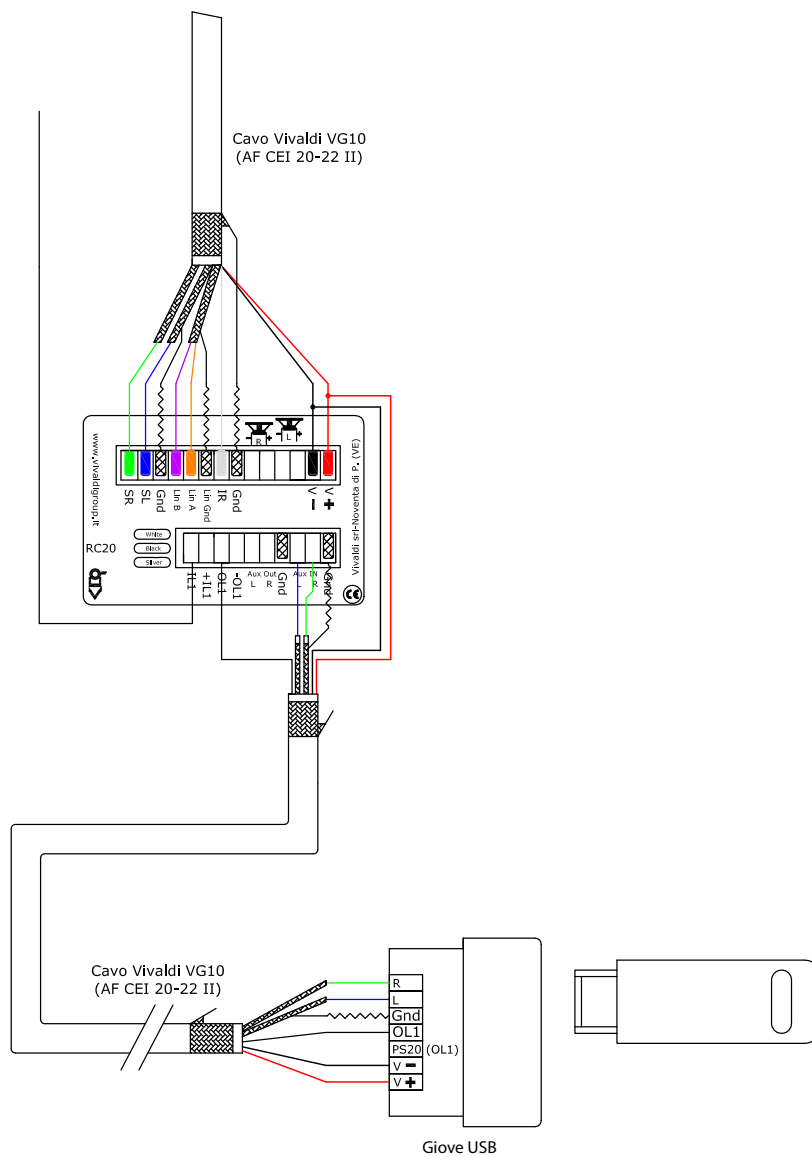 Cavo Vivaldi VG10
(AF CEI 20-22 II)
R
L
- +
- +
www.vivaldigroup.it
SR
SL
Gnd
Lin B
Lin A
Lin Gnd
IR
Gnd
V -
V +
Vivaldi srl-Noventa di P. (VE)
RC20
White
Black
Silver
IL1
+IL1
OL1
-OL1
Aux Out
L R
Gnd
Aux IN
L R
Gnd
CE
Cavo Vivaldi VG10
(AF CEI 20-22 II)
R
L
Gnd
OL1
PS20 (OL1)
V -
V +
Giove USB